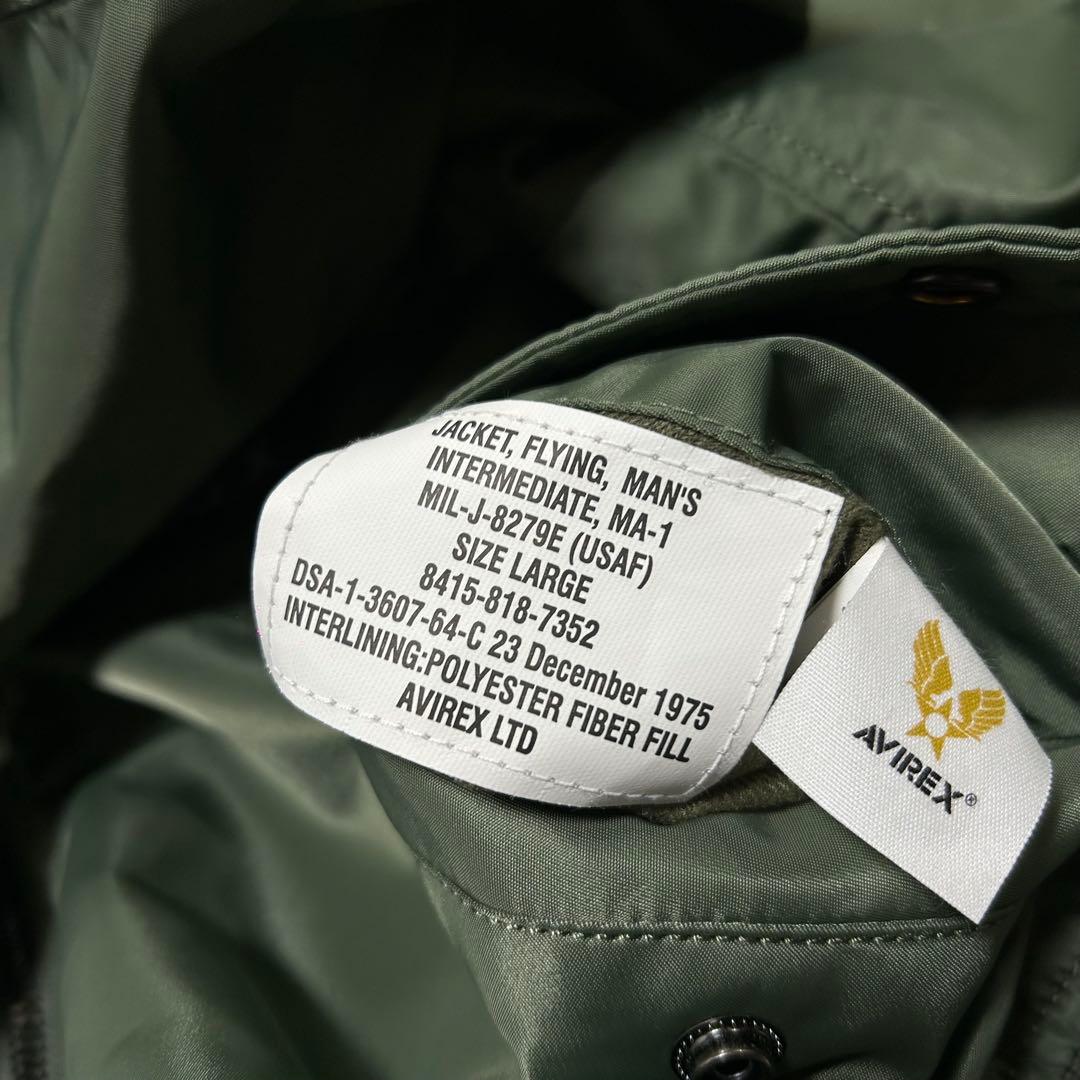 JACKET, FLYING, MAN'S
INTERMEDIATE, MA-1
MIL-J-8279E (USAF)
SIZE LARGE
8415-818-7352
DSA-1-3607-64-C 23 December 1975
INTERLINING:POLYESTER FIBER FILL
AVIREX LTD
AVIREX®